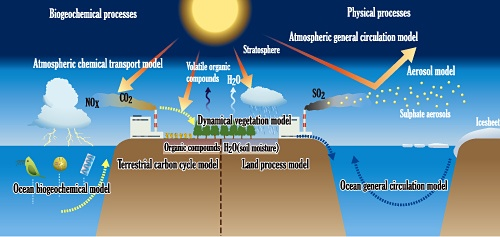 Biogeochemical processes
Physical processes
Atmospheric general circulation model
Stratosphere
Atmospheric chemical transport model
Volatile organic
compounds
H2O
Aerosol model
NOx
CO2
SO2
Sulphate aerosols
Dynamical vegetation model
Icesheet
Organic compounds
H2O(soil moisture)
Terrestrial carbon cycle model
Land process model
Ocean biogeochemical model
Ocean general circulation model